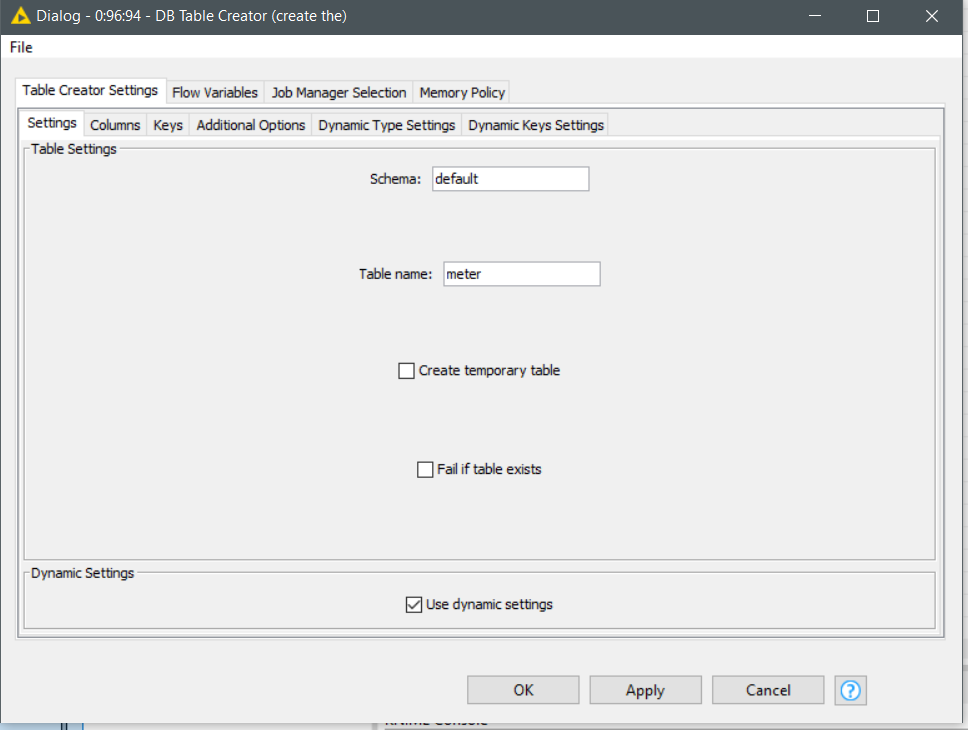 Dialog - 0:96:94 - DB Table Creator (create the)
File
Table Creator Settings Flow Variables Job Manager Selection Memory Policy
Settings Columns Keys Additional Options Dynamic Type Settings Dynamic Keys Settings
Table Settings
Schema: default
Table name: meter
Create temporary table
Fail if table exists
Dynamic Settings
Use dynamic settings
OK Apply Cancel ?
KNIME Console